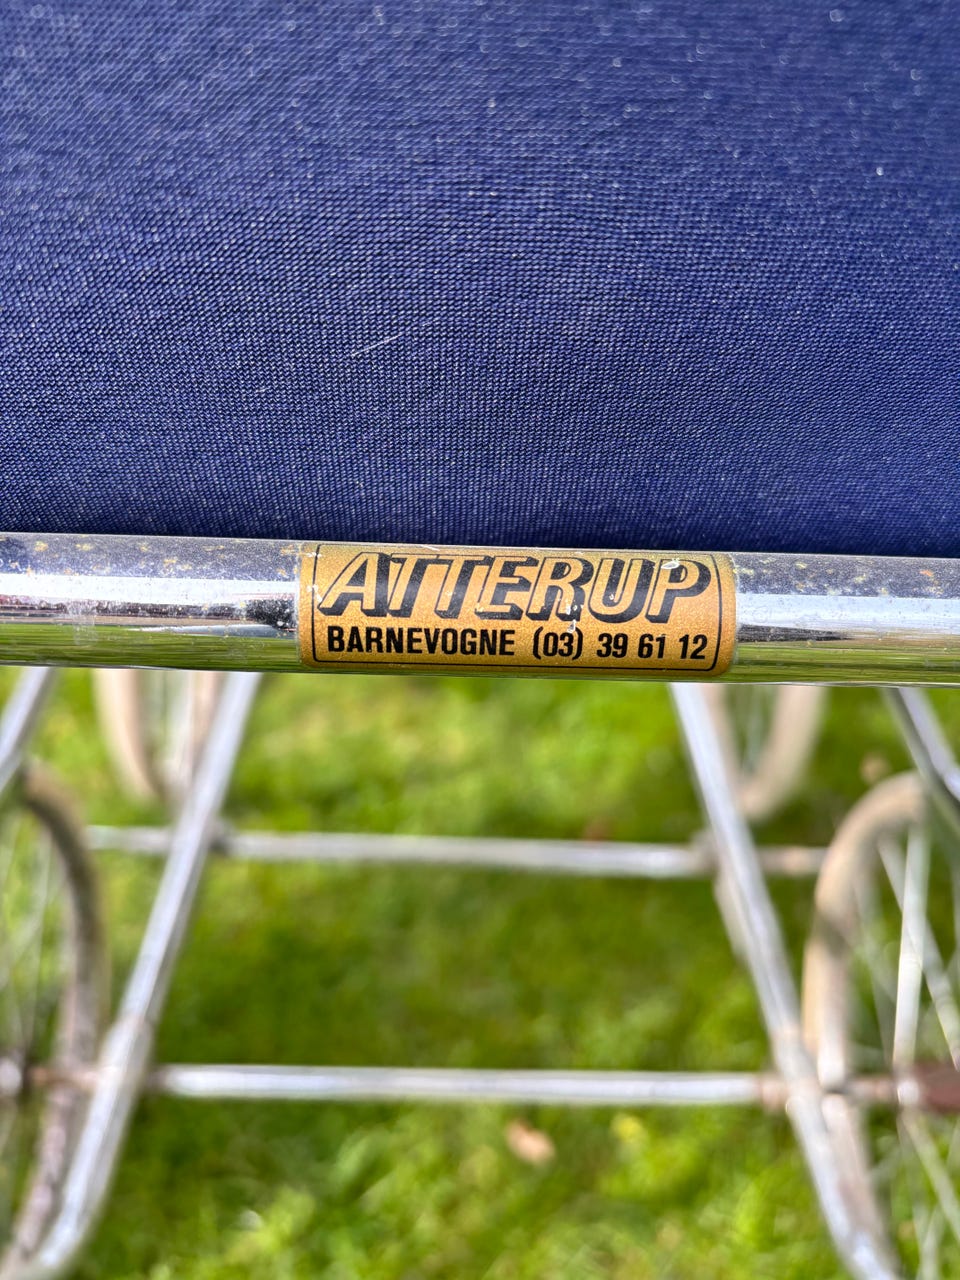 ATTERUP
BARNEVOGNE (03) 39 61 12